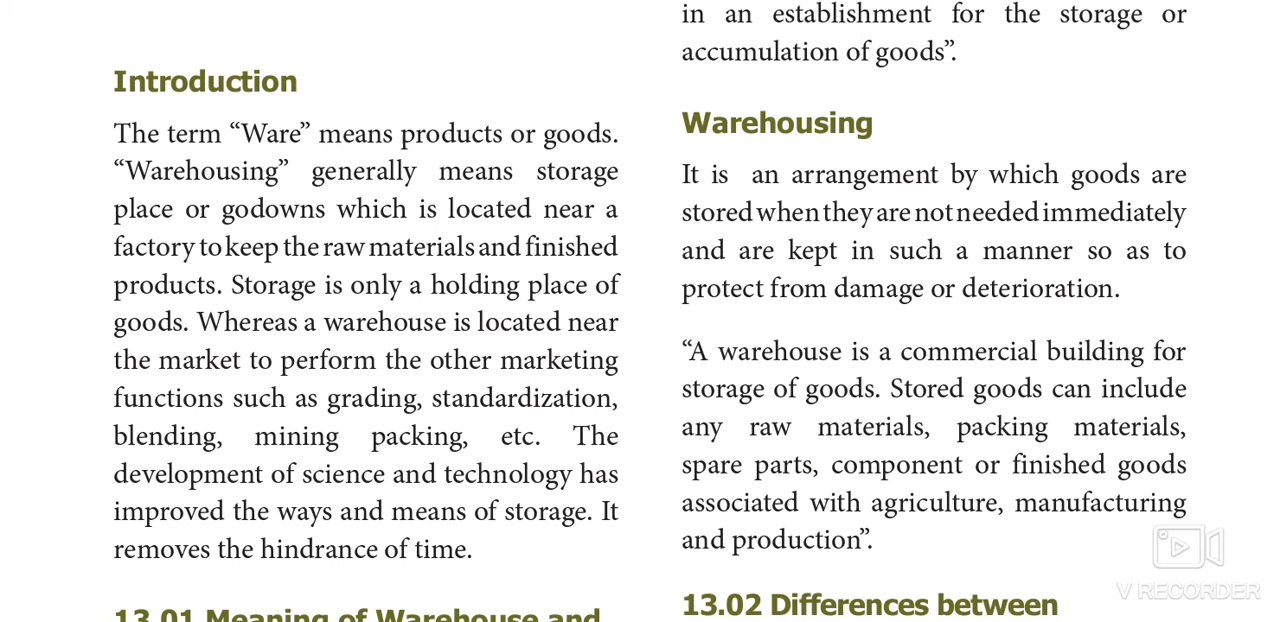 Introduction
The term “Ware” means products or goods.
“Warehousing” generally means storage
place or godowns which is located near a
factory to keep the raw materials and finished
products. Storage is only a holding place of
goods. Whereas a warehouse is located near
the market to perform the other marketing
functions such as grading, standardization,
blending, mining packing, etc. The
development of science and technology has
improved the ways and means of storage. It
removes the hindrance of time.
13.01 Meaning of Warehouse and
in an establishment for the storage or
accumulation of goods”.
Warehousing
It is an arrangement by which goods are
stored when they are not needed immediately
and are kept in such a manner so as to
protect from damage or deterioration.
“A warehouse is a commercial building for
storage of goods. Stored goods can include
any raw materials, packing materials,
spare parts, component or finished goods
associated with agriculture, manufacturing
and production”.
13.02 Differences between
V RECORDER